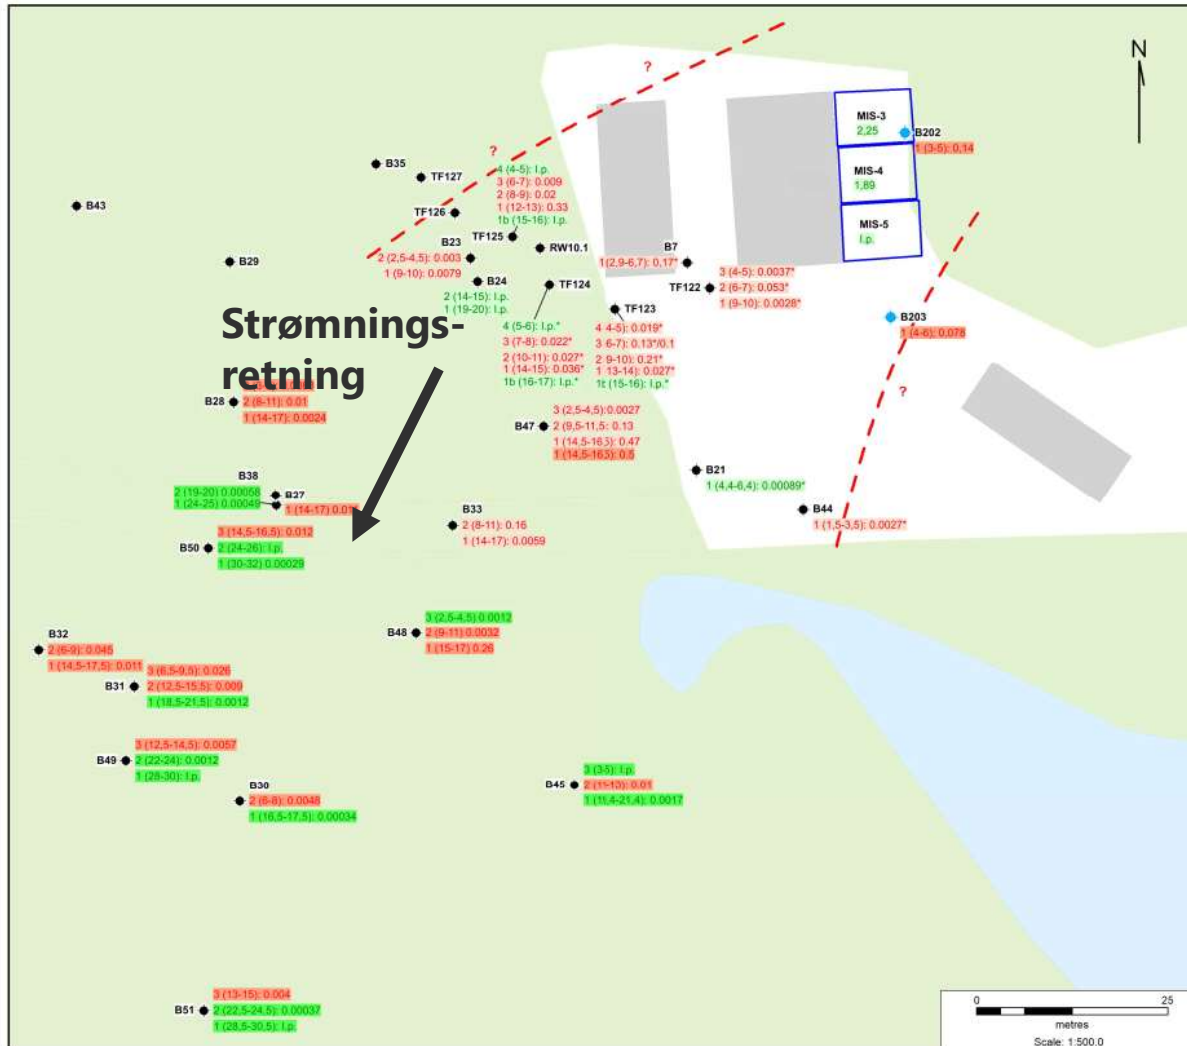 N
?
MIS-3
2,25
B202
1 (3-5): 0,14
MIS-4
1,89
MIS-5
I.p.
B35
TF127
?
4 (4-5): I.p.
3 (6-7): 0.009
2 (8-9): 0.02
1 (12-13): 0.33
1b (15-16): I.p.
B43
TF126
TF125
RW10.1
B23
2 (2,5-4,5): 0.003
1 (9-10): 0.0079
B7
1(2,9-6,7): 0,17*
3 (4-5): 0.0037*
TF122
2 (6-7): 0.053*
1 (9-10): 0.0028*
B29
B24
2 (14-15): I.p.
1 (19-20): I.p.
TF124
4 (5-6): I.p.*
3 (7-8): 0.022*
2 (10-11): 0.027*
1 (14-15): 0.036*
1b (16-17): I.p.*
TF123
4 4-5): 0.019*
3 6-7): 0.13*/0.1
2 9-10): 0.21*
1 13-14): 0.027*
(15-16): I.p.*
B203
1 (4-6): 0,078
Strømnings-
retning
?
B28
2 (8-11): 0.01
1 (14-17): 0.0024
3 (2,5-4,5): 0.0027
B47
2 (9,5-11,5): 0.13
1 (14,5-16,5): 0.47
1 (14,5-16,5): 0.5
B21
1 (4,4-6,4): 0.00089*
B38
2 (19-20) 0.00058
1 (24-25) 0.00049
B27
1 (14-17)
B44
1 (1,5-3,5): 0.0027*
B33
2 (8-11): 0.16
1 (14-17): 0.0059
3 (14,5-16,5): 0.012
B50
2 (24-26): I.p.
1 (30-32) 0.00029
3 (2,5-4,5) 0.0012
B48
2 (9-11) 0.0032
1 (15-17) 0.26
B32
2 (6-9): 0.045
1 (14,5-17,5): 0.011
3 (6,5-9,5): 0.026
B31
2 (12,5-15,5): 0.009
1 (18,5-21,5): 0.0012
3 (12,5-14,5): 0.0057
B49
2 (22-24): 0.0012
1 (28-30): I.p.
B30
2 (6-8): 0.0048
1 (16,5-17,5): 0.00034
3 (3-5): I.p.
B45
2 (11-13): 0.01
1 (19,4-21,4): 0.0017
3 (13-15): 0.004
B51
2 (22,5-24,5): 0.00037
1 (28,5-30,5): I.p.
0 25
metres
Scale: 1:500.0